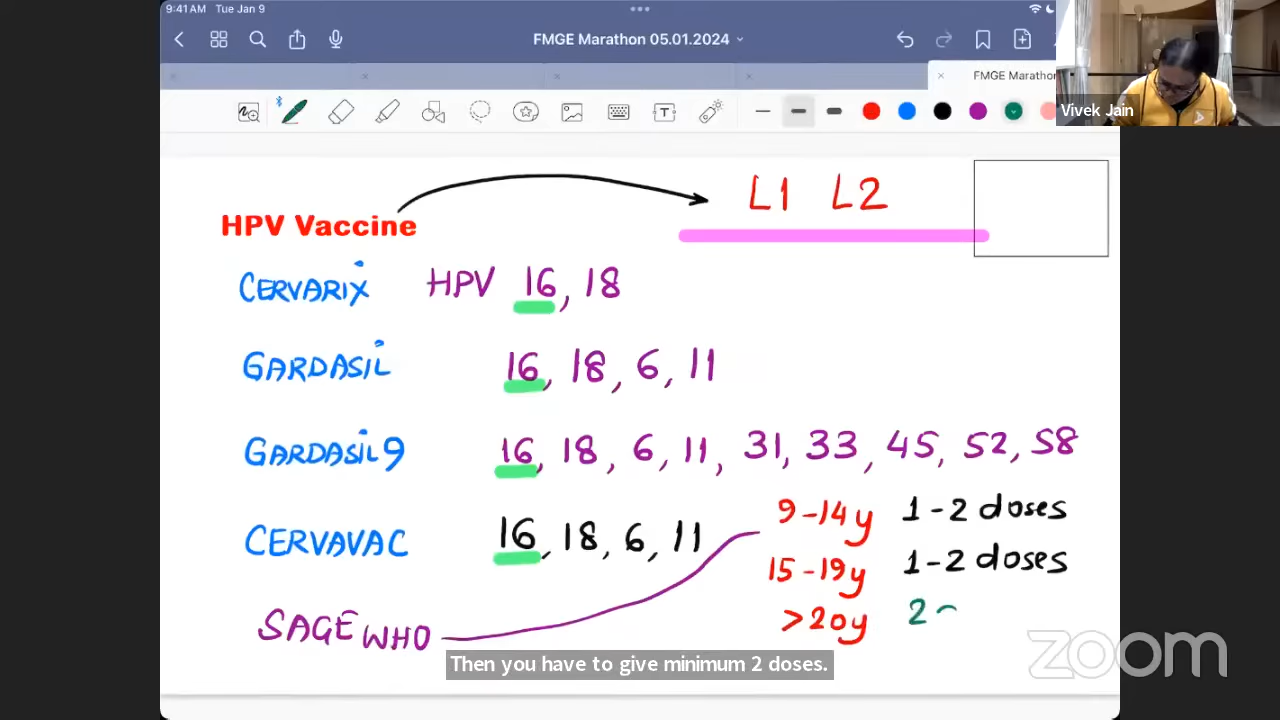 9:41 AM Tue Jan 9
FMGE Marathon 05.01.2024
FMGE Marathon
Vivek Jain
L1 L2
HPV Vaccine
CERVARIX HPV 16, 18
GARDASIL 16, 18, 6, 11
GARDASIL 9 16, 18, 6, 11, 31, 33, 45, 52, 58
9-14y 1-2 doses
CERVAVAC 16, 18, 6, 11
15-19y 1-2 doses
SAGE WHO
>20y 2
Then you have to give minimum 2 doses.
zoom